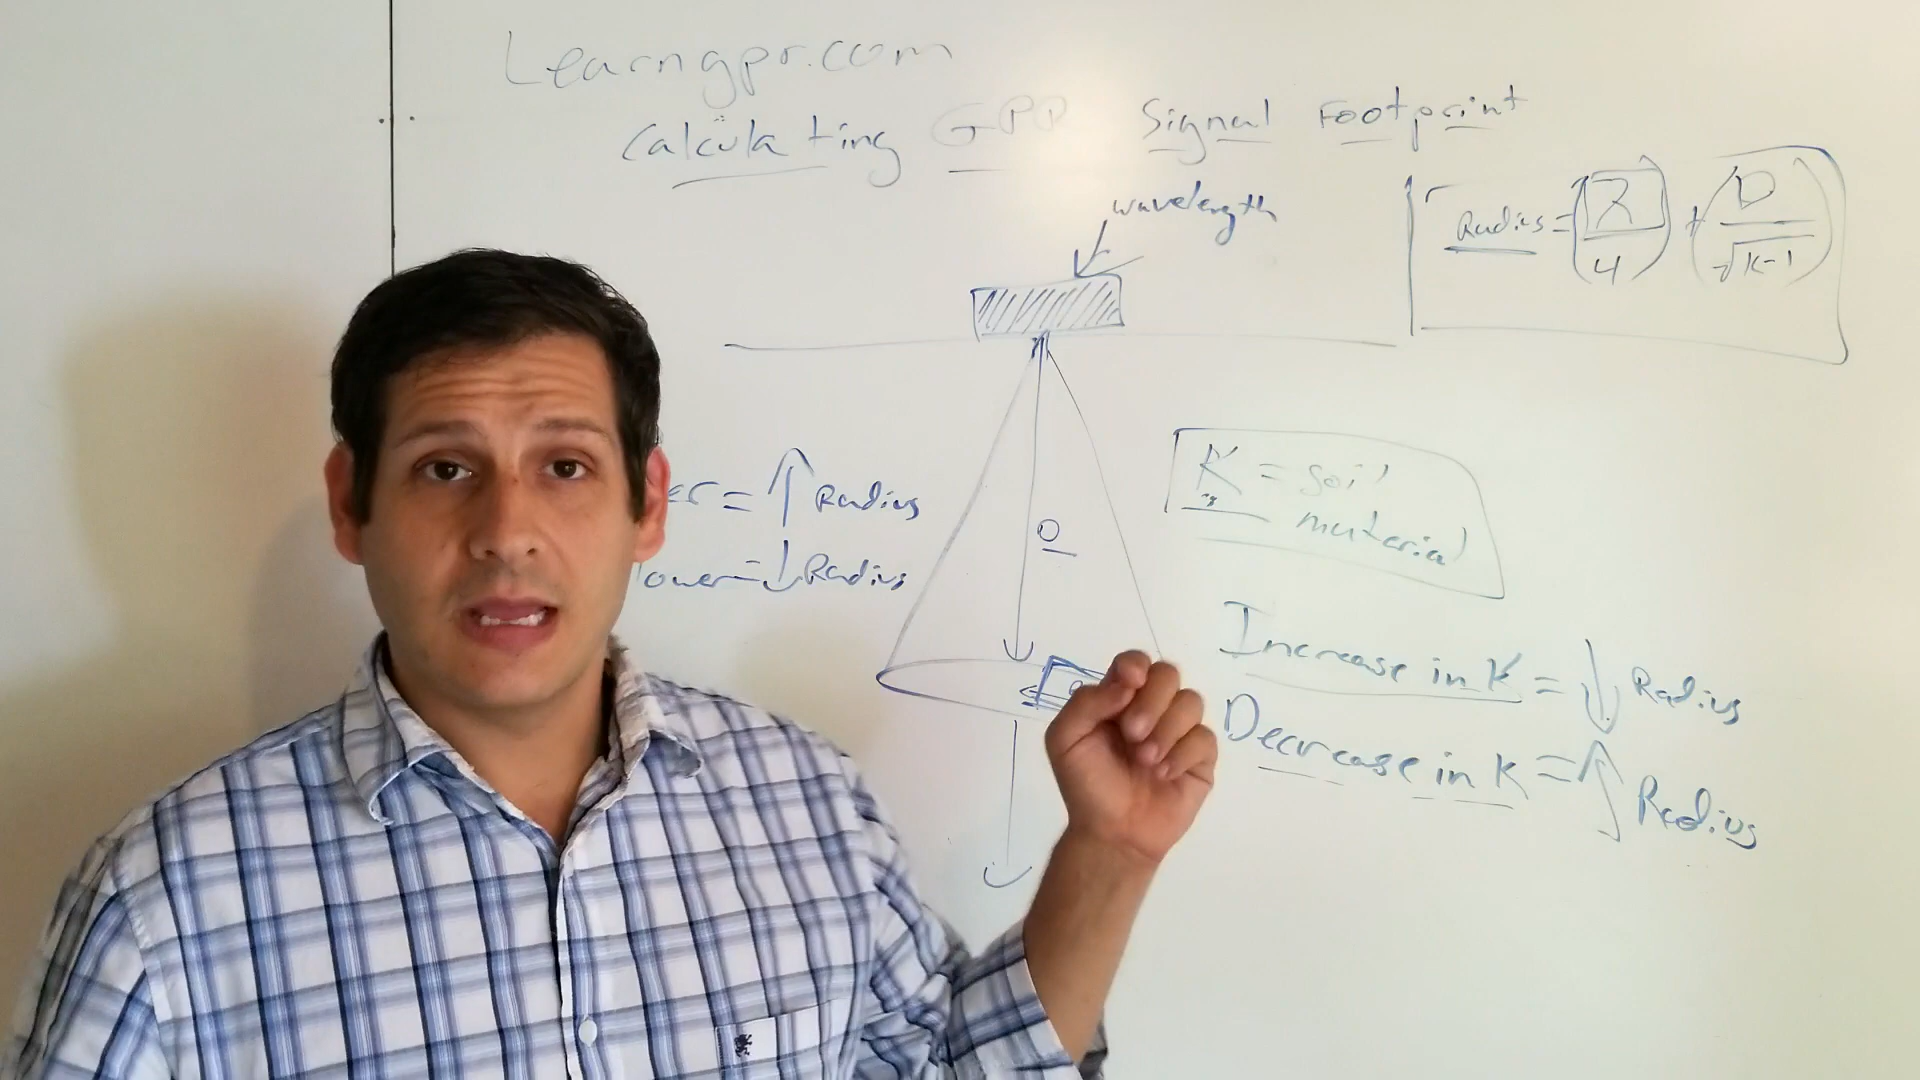 Learngpr.com
Calculating GPR Signal Footprint
wavelength
Radius = (λ/4) + (D/√K-1)
er = ↑ Radius
lower = ↓ Radius
D
K = soil
material
Increase in K = ↓ Radius
Decrease in K = ↑ Radius